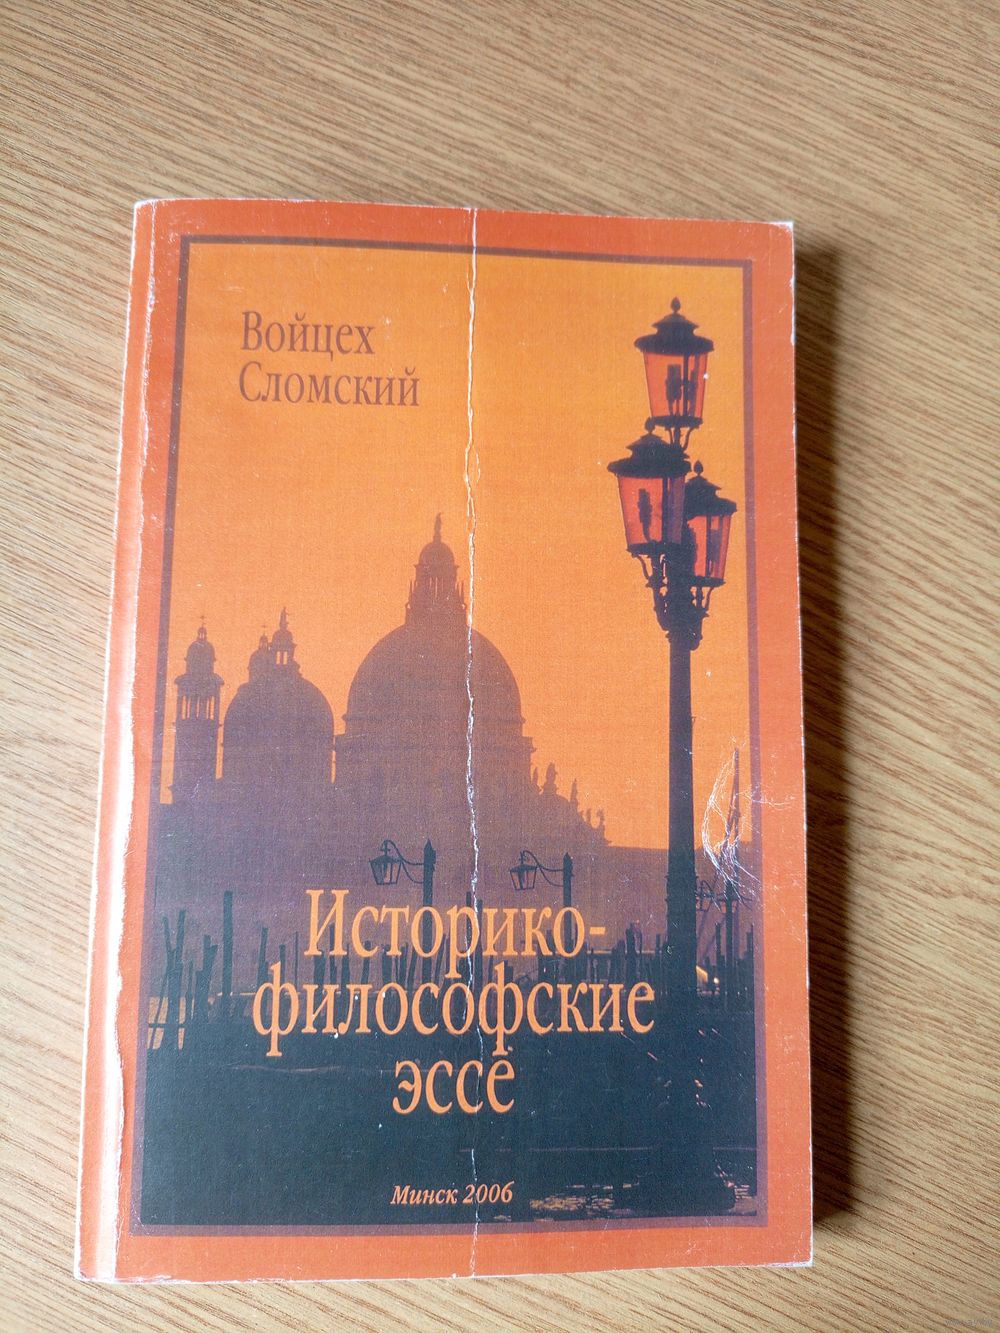 Войцех
Сломский
Историко-
философские
эссе
Минск 2006